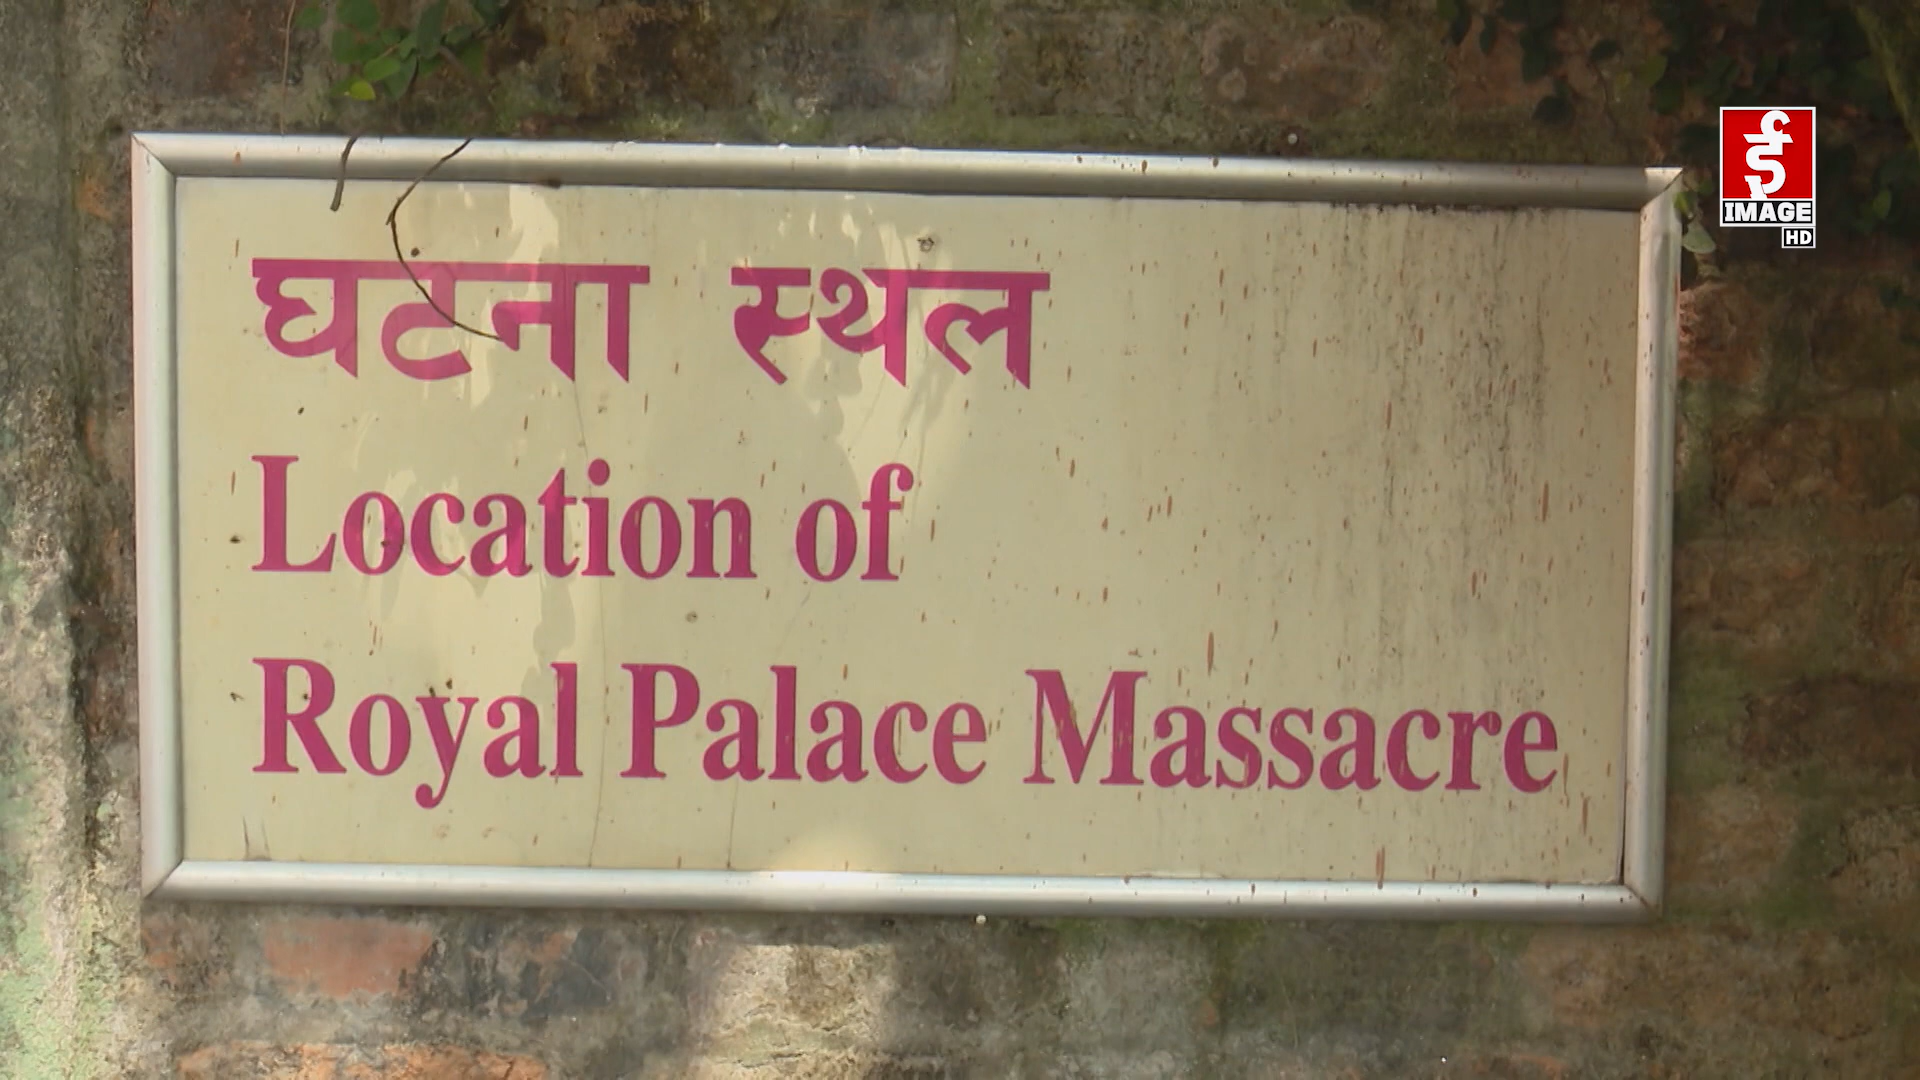 घटना स्थल
Location of
Royal Palace Massacre
IMAGE
HD